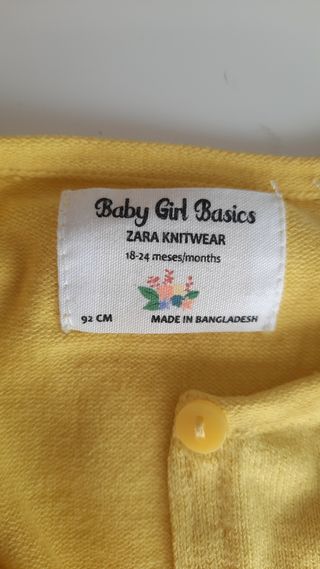 Baby Girl Basics
ZARA KNITWEAR
18-24 meses/months
92 CM MADE IN BANGLADESH